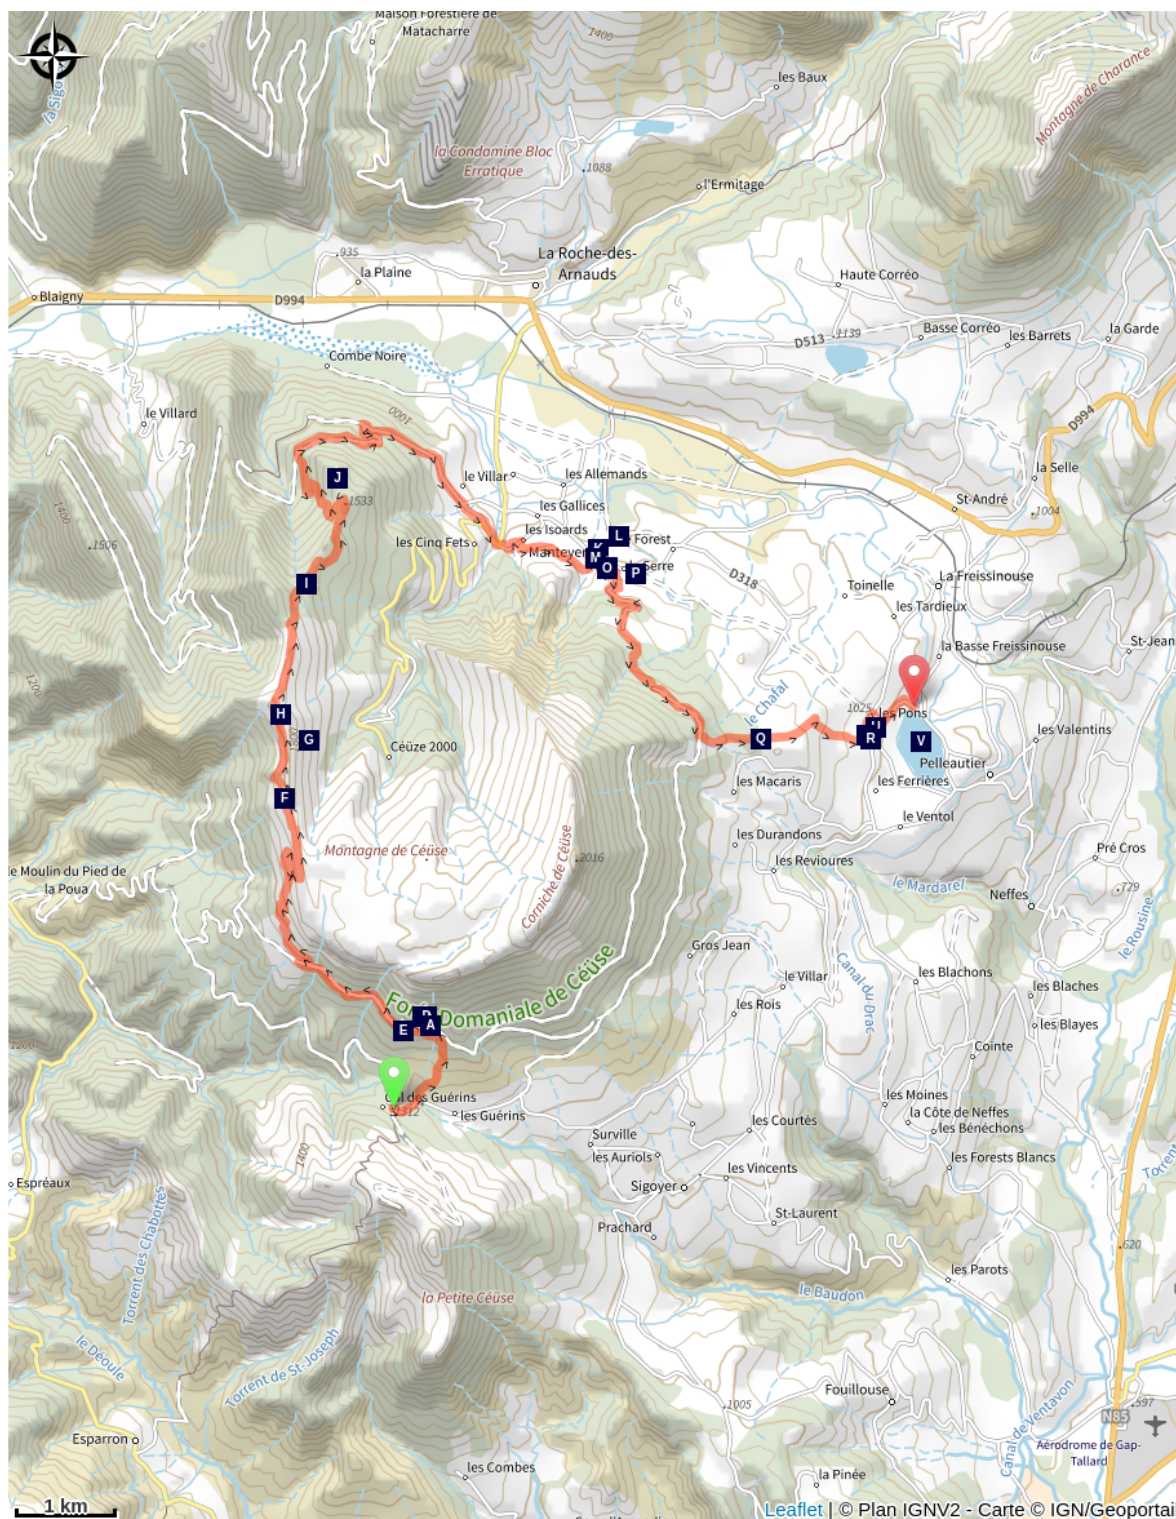 Maison Forestière de
Matacharre
1400
les Baux
Montagne de Charance
la Condamine Bloc
Erratique
1088
l'Ermitage
935
la Plaine
La Roche-des-
Arnauds
Haute Corréo
Blaigny
D994
D513
1139
Basse Corréo
les Barrets
la Garde
Combe Noire
le Villard
1000
D994
la Selle
le Villar
les Allemands
J
1533
1400
les Gallices
St-André
1004
les Isoards
L
Forest
1506
les Cinq Fets
Manteyer
K
M
O
P
Serre
I
D318
Toinelle
La Freissinouse
les Tardieux
la Basse Freissinouse
St-Jean
1200
le Chafal
1025
les Pons
H
G
Céüze 2000
Q
U
R
V
les Valentins
Pelleautier
F
les Macaris
les Ferrières
le Ventol
les Durandons
Montagne de Céüse
Corniche de Céüse
2016
les Revioures
Pré Cros
le Moulin du Pied de
la Poua
le Mardarel
729
Neffes
le Rousine
Gros Jean
Forêt Domaniale de Céüse
le Villar
Canal du Drac
les Blachons
les Blaches
les Rois
E
A
les Blayes
1200
Cointe
Col des Guérins
1312
les Guérins
les Moines
la Côte de Neffes
les Bénéchons
les Courtès
Surville
les Auriols
1400
les Vincents
les Forests Blancs
Torrent
Espréaux
Sigoyer
St-Laurent
Prachard
Torrent des Chabottes
620
les Parots
la Petite Céüse
le Baudon
le Déoule
Torrent de St-Joseph
Fouillouse
1005
Canal de Ventavon
N85
597
Esparron
Aérodrome de Gap-
Tallard
les Combes
la Pinée
1 km
Leaflet | © Plan IGNV2 - Carte © IGN/Geoportai